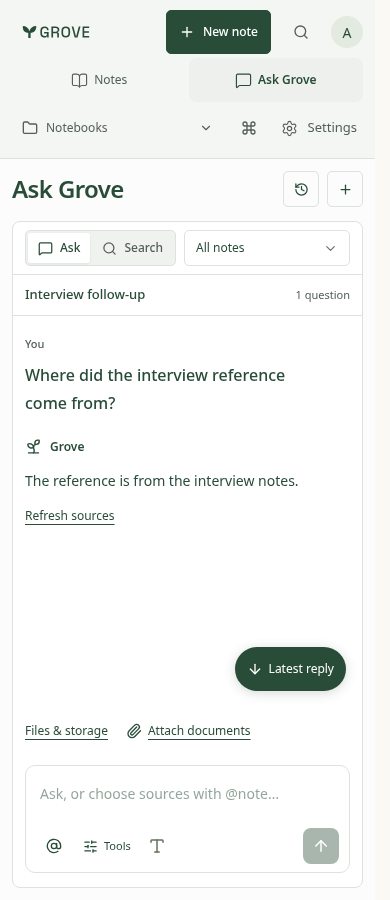 GROVE
New note
A
Notes
Ask Grove
Notebooks
Settings
Ask Grove
Ask
Search
All notes
Interview follow-up
1 question
You
Where did the interview reference
come from?
Grove
The reference is from the interview notes.
Refresh sources
Latest reply
Files & storage
Attach documents
Ask, or choose sources with @note...
Tools